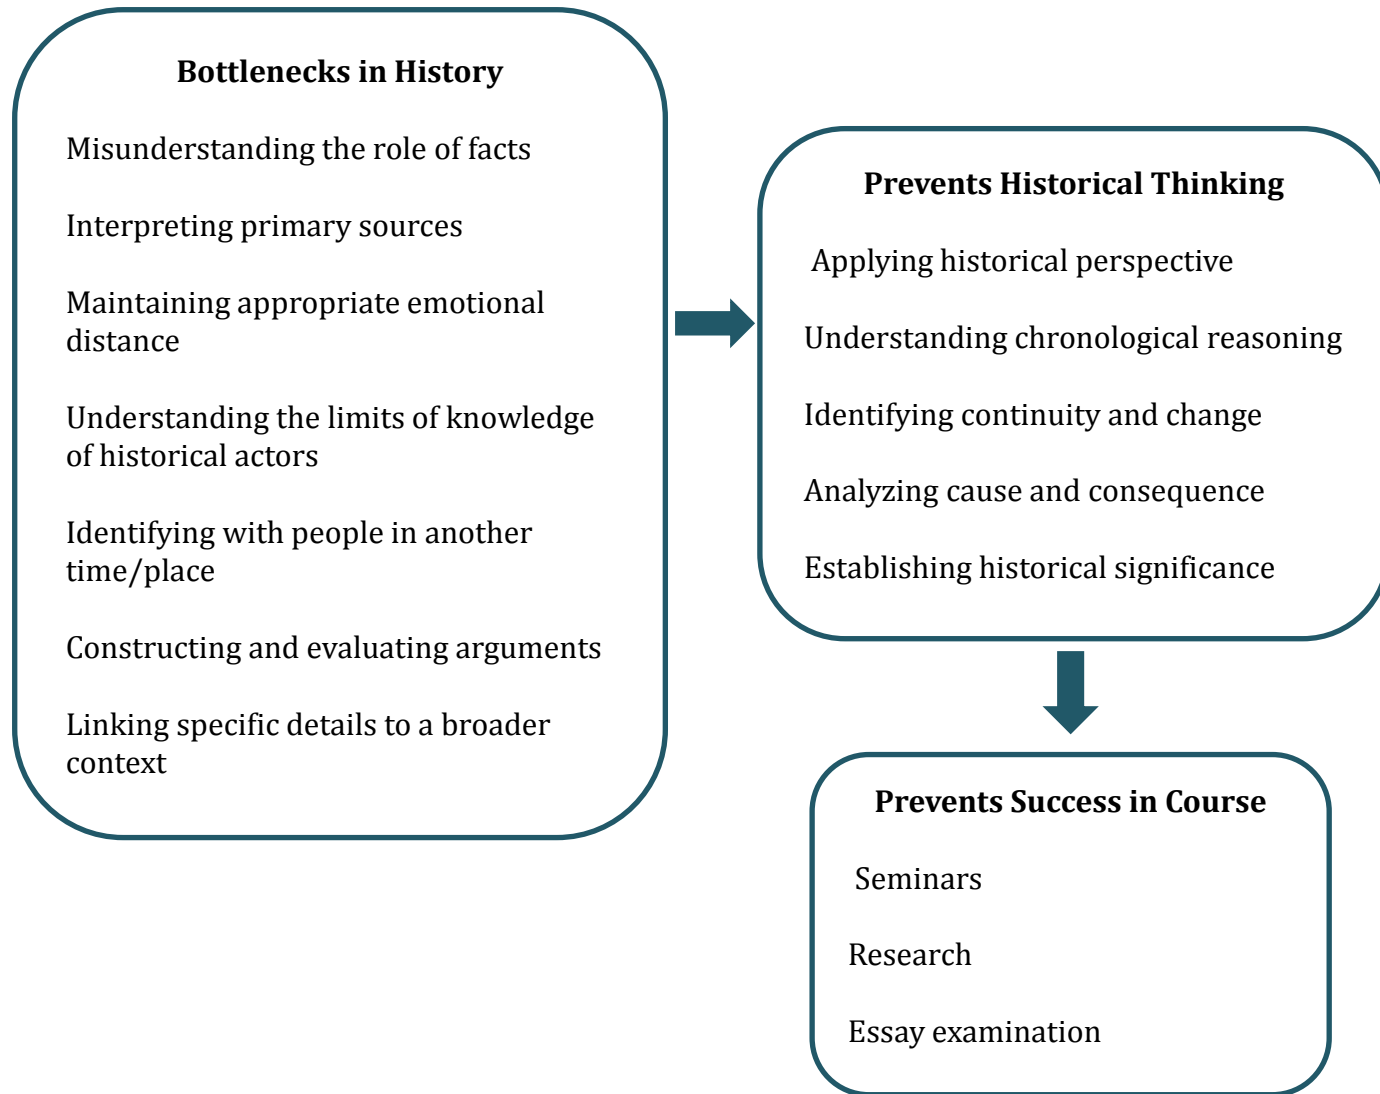 Bottlenecks in History
Misunderstanding the role of facts
Interpreting primary sources
Maintaining appropriate emotional
distance
Understanding the limits of knowledge
of historical actors
Identifying with people in another
time/place
Constructing and evaluating arguments
Linking specific details to a broader
context
Prevents Historical Thinking
Applying historical perspective
Understanding chronological reasoning
Identifying continuity and change
Analyzing cause and consequence
Establishing historical significance
Prevents Success in Course
Seminars
Research
Essay examination